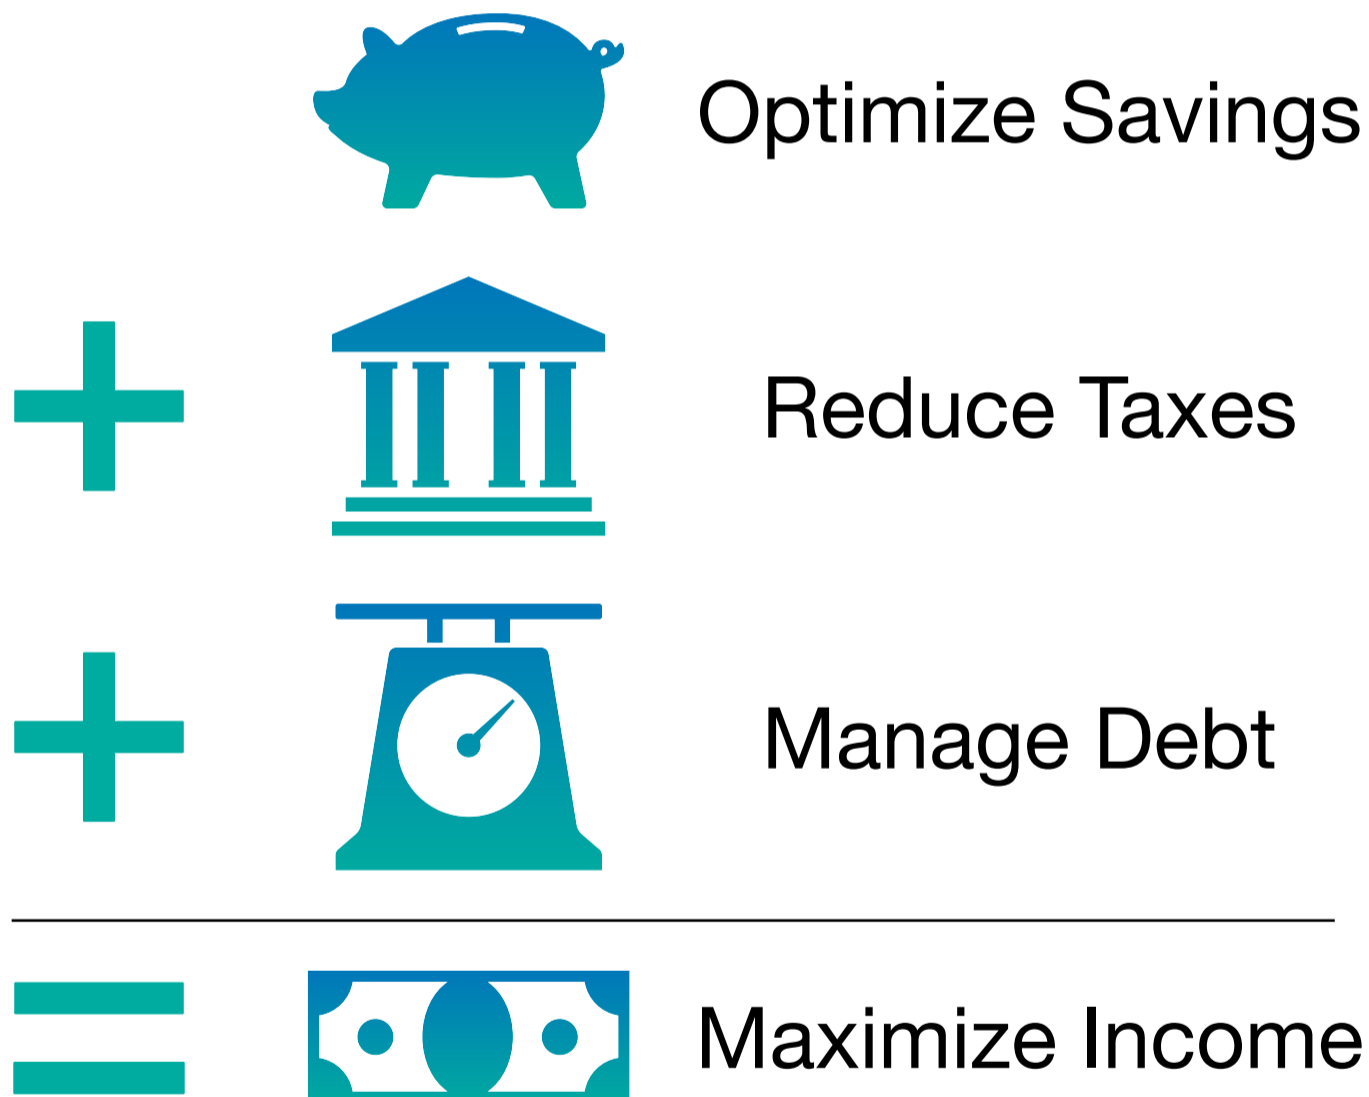 Optimize Savings
+ Reduce Taxes
+ Manage Debt
= Maximize Income